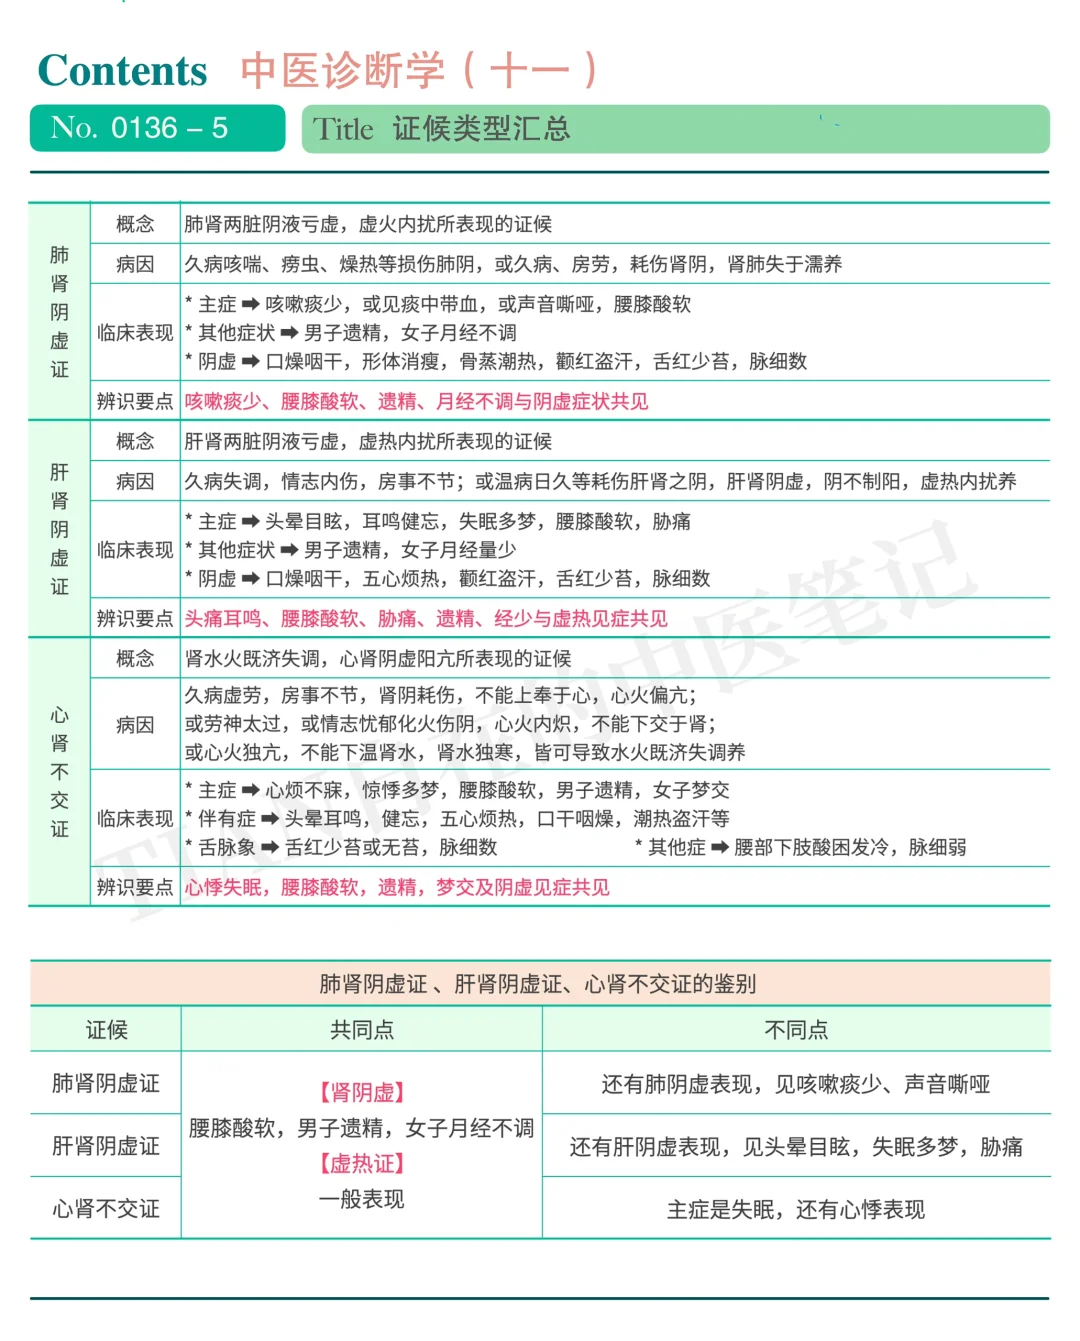 Contents 中医诊断学（十一）
No. 0136 – 5
Title 证候类型汇总
肺肾阴虚证
概念 肺肾两脏阴液亏虚，虚火内扰所表现的证候
病因 久病咳喘、痨虫、燥热等损伤肺阴，或久病、房劳，耗伤肾阴，肾肺失于濡养
临床表现
* 主症 ➡ 咳嗽痰少，或见痰中带血，或声音嘶哑，腰膝酸软
* 其他症状 ➡ 男子遗精，女子月经不调
* 阴虚 ➡ 口燥咽干，形体消瘦，骨蒸潮热，颧红盗汗，舌红少苔，脉细数
辨识要点 咳嗽痰少、腰膝酸软、遗精、月经不调与阴虚症状共见
肝肾阴虚证
概念 肝肾两脏阴液亏虚，虚热内扰所表现的证候
病因 久病失调，情志内伤，房事不节；或温病日久等耗伤肝肾之阴，肝肾阴虚，阴不制阳，虚热内扰养
临床表现
* 主症 ➡ 头晕目眩，耳鸣健忘，失眠多梦，腰膝酸软，胁痛
* 其他症状 ➡ 男子遗精，女子月经量少
* 阴虚 ➡ 口燥咽干，五心烦热，颧红盗汗，舌红少苔，脉细数
辨识要点 头痛耳鸣、腰膝酸软、胁痛、遗精、经少与虚热见症共见
心肾不交证
概念 肾水火既济失调，心肾阴虚阳亢所表现的证候
病因
久病虚劳，房事不节，肾阴耗伤，不能上奉于心，心火偏亢；
或劳神太过，或情志忧郁化火伤阴，心火内炽，不能下交于肾；
或心火独亢，不能下温肾水，肾水独寒，皆可导致水火既济失调养
临床表现
* 主症 ➡ 心烦不寐，惊悸多梦，腰膝酸软，男子遗精，女子梦交
* 伴有症 ➡ 头晕耳鸣，健忘，五心烦热，口干咽燥，潮热盗汗等
* 舌脉象 ➡ 舌红少苔或无苔，脉细数 * 其他症 ➡ 腰部下肢酸困发冷，脉细弱
辨识要点 心悸失眠，腰膝酸软，遗精，梦交及阴虚见症共见
TIAN自在的中医笔记
肺肾阴虚证、肝肾阴虚证、心肾不交证的鉴别
证候 共同点 不同点
肺肾阴虚证 还有肺阴虚表现，见咳嗽痰少、声音嘶哑
【肾阴虚】
腰膝酸软，男子遗精，女子月经不调
肝肾阴虚证 还有肝阴虚表现，见头晕目眩，失眠多梦，胁痛
【虚热证】
一般表现
心肾不交证 主症是失眠，还有心悸表现